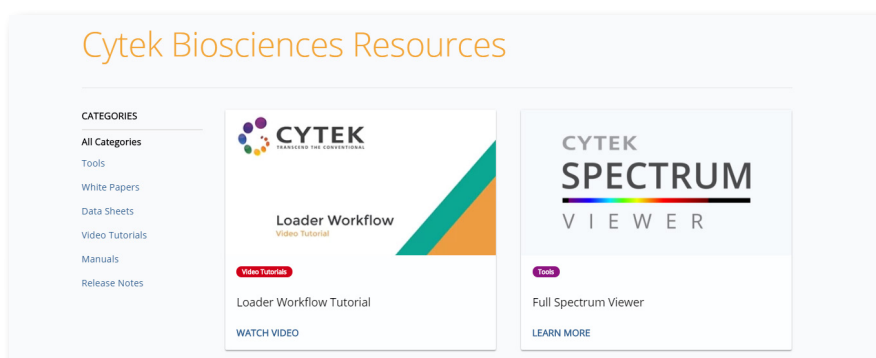 Cytek Biosciences Resources
CATEGORIES
All Categories
Tools
White Papers
Data Sheets
Video Tutorials
Manuals
Release Notes
CYTEK
TRANSCEND THE CONVENTIONAL
Loader Workflow
Video Tutorial
Video Tutorials
Loader Workflow Tutorial
WATCH VIDEO
CYTEK
SPECTRUM
VIEWER
Tools
Full Spectrum Viewer
LEARN MORE